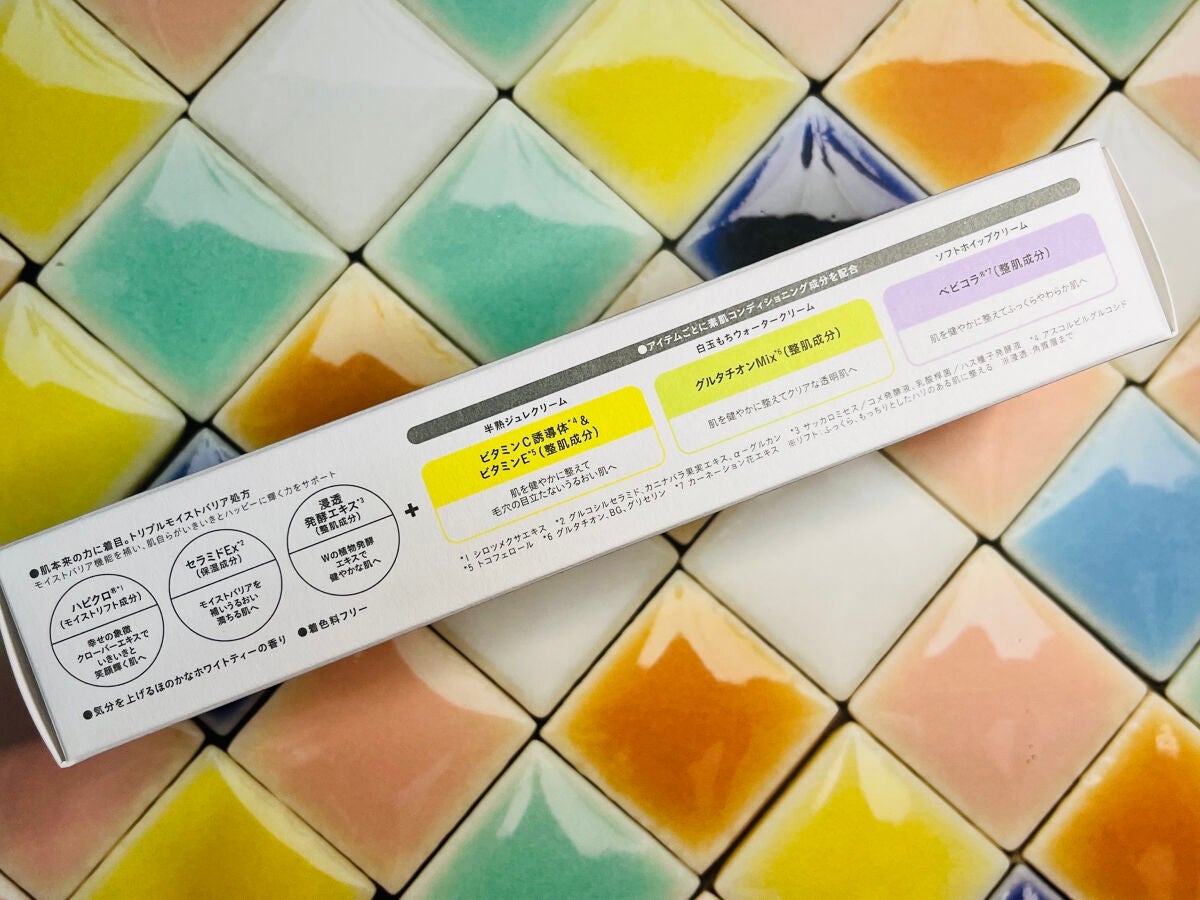 ●肌本来の力に着目。トリプルモイストバリア処方
モイストバリア機能を補い、肌自らがいきいきとハッピーに輝く力をサポート
ハピクロ®*1
(モイストリフト成分)
幸せの象徴
クローバーエキスで
いきいきと
笑顔輝く肌へ
セラミドEx*2
(保湿成分)
モイストバリアを
補いうるおい
満ちる肌へ
浸透
発酵エキス*3
(整肌成分)
Wの植物発酵
エキスで
健やかな肌へ
+
●アイテムごとに素肌コンディショニング成分を配合
半熟ジュレクリーム
ビタミンC誘導体*4&
ビタミンE*5(整肌成分)
肌を健やかに整えて
毛穴の目立たないうるおい肌へ
白玉もちウォータークリーム
グルタチオンMix*6(整肌成分)
肌を健やかに整えてクリアな透明肌へ
ソフトホイップクリーム
ベビコラ®*7(整肌成分)
肌を健やかに整えてふっくらやわらか肌へ
*1 シロツメクサエキス *2 グルコシルセラミド、カニナバラ果実エキス、α-グルカン *3 サッカロミセス/コメ発酵液、乳酸桿菌/ハス種子発酵液 *4 アスコルビルグルコシド
*5 トコフェロール *6 グルタチオン、BG、グリセリン *7 カーネーション花エキス ※リフト:ふっくら、もっちりとしたハリのある肌に整える ※浸透:角質層まで
●気分を上げるほのかなホワイトティーの香り ●着色料フリー